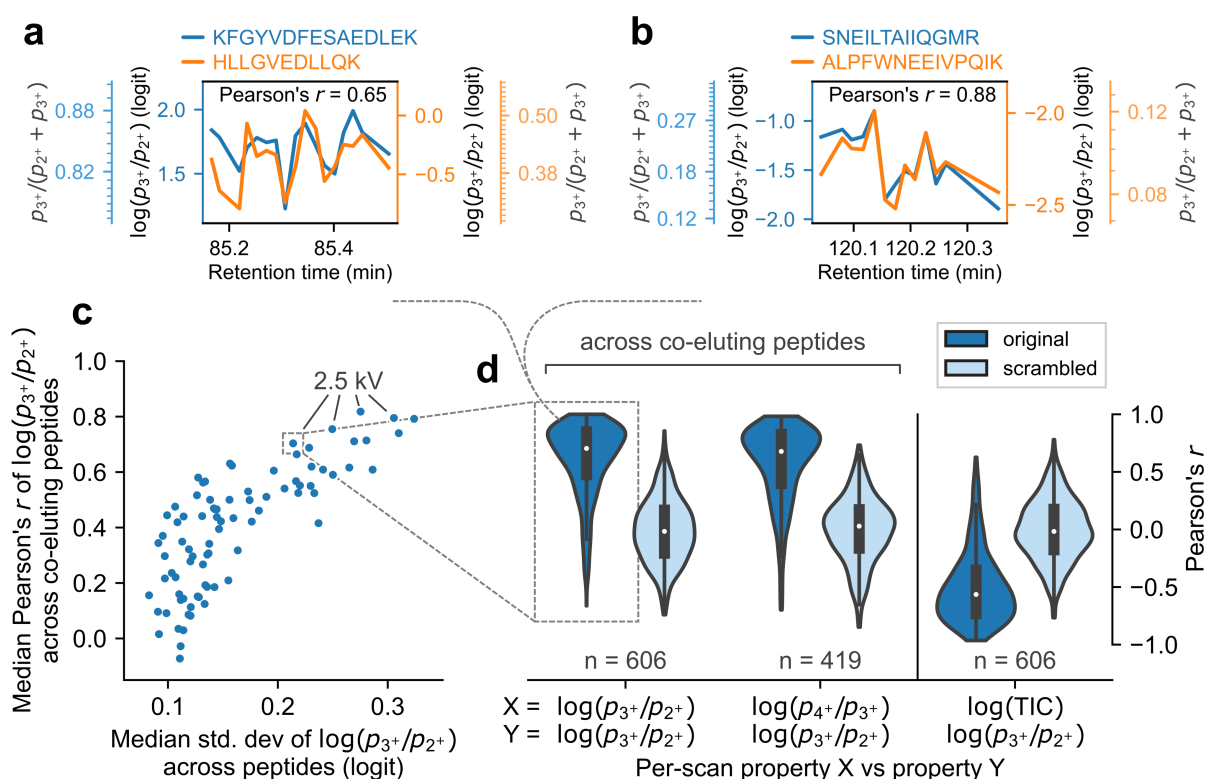 a
KFGYVDFESAEDLEK
HLLGVEDLLQK
Pearson's r = 0.65
p3+/(p2+ + p3+)
0.88
0.82
log(p3+/p2+) (logit)
2.0
1.5
0.0
−0.5
log(p3+/p2+) (logit)
0.50
0.38
p3+/(p2+ + p3+)
85.2 85.4
Retention time (min)
b
SNEILTAIIQGMR
ALPFWNEEIVPQIK
Pearson's r = 0.88
p3+/(p2+ + p3+)
0.27
0.18
0.12
log(p3+/p2+) (logit)
−1.0
−1.5
−2.0
−2.0
−2.5
log(p3+/p2+) (logit)
0.12
0.08
p3+/(p2+ + p3+)
120.1 120.2 120.3
Retention time (min)
c
Median Pearson's r of log(p3+/p2+)
across co-eluting peptides
1.0
0.8
0.6
0.4
0.2
0.0
2.5 kV
0.1 0.2 0.3
Median std. dev of log(p3+/p2+)
across peptides (logit)
d
across co-eluting peptides
original
scrambled
1.0
0.5
0.0
−0.5
−1.0
Pearson's r
n = 606 n = 419 n = 606
X = log(p3+/p2+) log(p4+/p3+) log(TIC)
Y = log(p3+/p2+) log(p3+/p2+) log(p3+/p2+)
Per-scan property X vs property Y